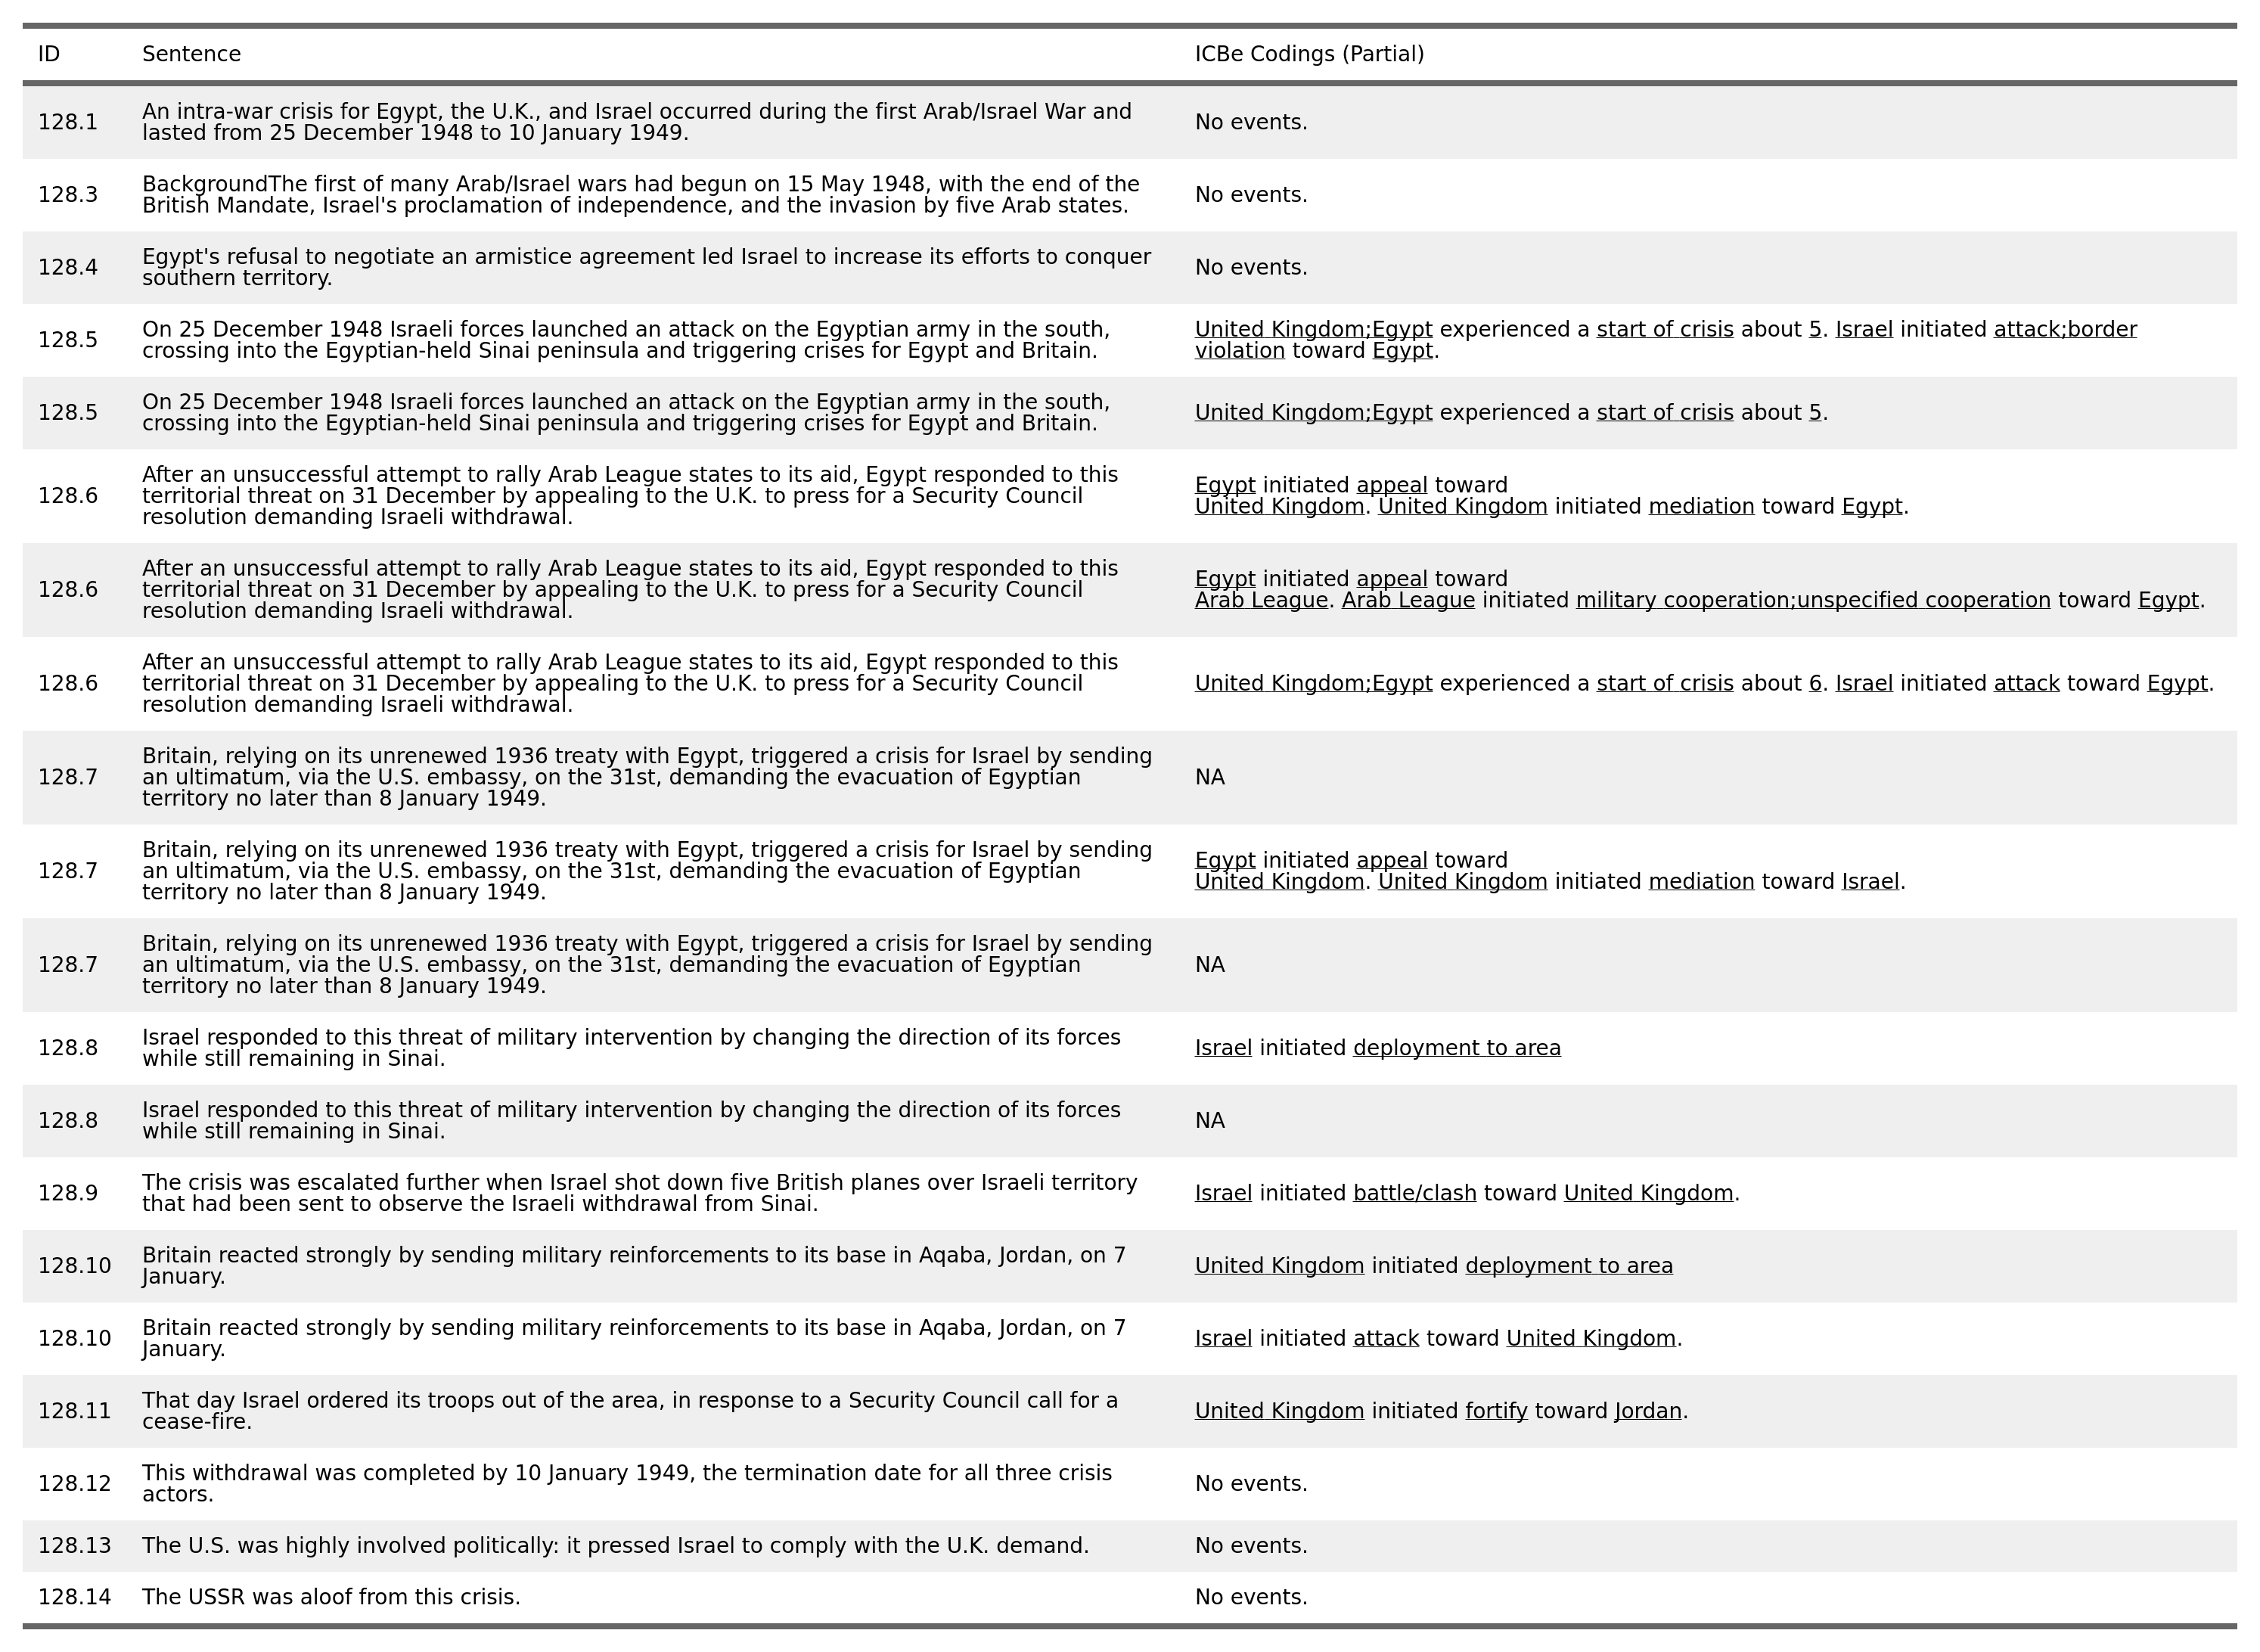 ID Sentence ICBe Codings (Partial)
128.1 An intra-war crisis for Egypt, the U.K., and Israel occurred during the first Arab/Israel War and
lasted from 25 December 1948 to 10 January 1949. No events.
128.3 BackgroundThe first of many Arab/Israel wars had begun on 15 May 1948, with the end of the
British Mandate, Israel's proclamation of independence, and the invasion by five Arab states. No events.
128.4 Egypt's refusal to negotiate an armistice agreement led Israel to increase its efforts to conquer
southern territory. No events.
128.5 On 25 December 1948 Israeli forces launched an attack on the Egyptian army in the south,
crossing into the Egyptian-held Sinai peninsula and triggering crises for Egypt and Britain.
United Kingdom;Egypt experienced a start of crisis about 5. Israel initiated attack;border
violation toward Egypt.
128.5 On 25 December 1948 Israeli forces launched an attack on the Egyptian army in the south,
crossing into the Egyptian-held Sinai peninsula and triggering crises for Egypt and Britain.
United Kingdom;Egypt experienced a start of crisis about 5.
128.6 After an unsuccessful attempt to rally Arab League states to its aid, Egypt responded to this
territorial threat on 31 December by appealing to the U.K. to press for a Security Council
resolution demanding Israeli withdrawal.
Egypt initiated appeal toward
United Kingdom. United Kingdom initiated mediation toward Egypt.
128.6 After an unsuccessful attempt to rally Arab League states to its aid, Egypt responded to this
territorial threat on 31 December by appealing to the U.K. to press for a Security Council
resolution demanding Israeli withdrawal.
Egypt initiated appeal toward
Arab League. Arab League initiated military cooperation;unspecified cooperation toward Egypt.
128.6 After an unsuccessful attempt to rally Arab League states to its aid, Egypt responded to this
territorial threat on 31 December by appealing to the U.K. to press for a Security Council
resolution demanding Israeli withdrawal.
United Kingdom;Egypt experienced a start of crisis about 6. Israel initiated attack toward Egypt.
128.7 Britain, relying on its unrenewed 1936 treaty with Egypt, triggered a crisis for Israel by sending
an ultimatum, via the U.S. embassy, on the 31st, demanding the evacuation of Egyptian
territory no later than 8 January 1949.
NA
128.7 Britain, relying on its unrenewed 1936 treaty with Egypt, triggered a crisis for Israel by sending
an ultimatum, via the U.S. embassy, on the 31st, demanding the evacuation of Egyptian
territory no later than 8 January 1949.
Egypt initiated appeal toward
United Kingdom. United Kingdom initiated mediation toward Israel.
128.7 Britain, relying on its unrenewed 1936 treaty with Egypt, triggered a crisis for Israel by sending
an ultimatum, via the U.S. embassy, on the 31st, demanding the evacuation of Egyptian
territory no later than 8 January 1949.
NA
128.8 Israel responded to this threat of military intervention by changing the direction of its forces
while still remaining in Sinai.
Israel initiated deployment to area
128.8 Israel responded to this threat of military intervention by changing the direction of its forces
while still remaining in Sinai.
NA
128.9 The crisis was escalated further when Israel shot down five British planes over Israeli territory
that had been sent to observe the Israeli withdrawal from Sinai.
Israel initiated battle/clash toward United Kingdom.
128.10 Britain reacted strongly by sending military reinforcements to its base in Aqaba, Jordan, on 7
January.
United Kingdom initiated deployment to area
128.10 Britain reacted strongly by sending military reinforcements to its base in Aqaba, Jordan, on 7
January.
Israel initiated attack toward United Kingdom.
128.11 That day Israel ordered its troops out of the area, in response to a Security Council call for a
cease-fire.
United Kingdom initiated fortify toward Jordan.
128.12 This withdrawal was completed by 10 January 1949, the termination date for all three crisis
actors.
No events.
128.13 The U.S. was highly involved politically: it pressed Israel to comply with the U.K. demand. No events.
128.14 The USSR was aloof from this crisis. No events.